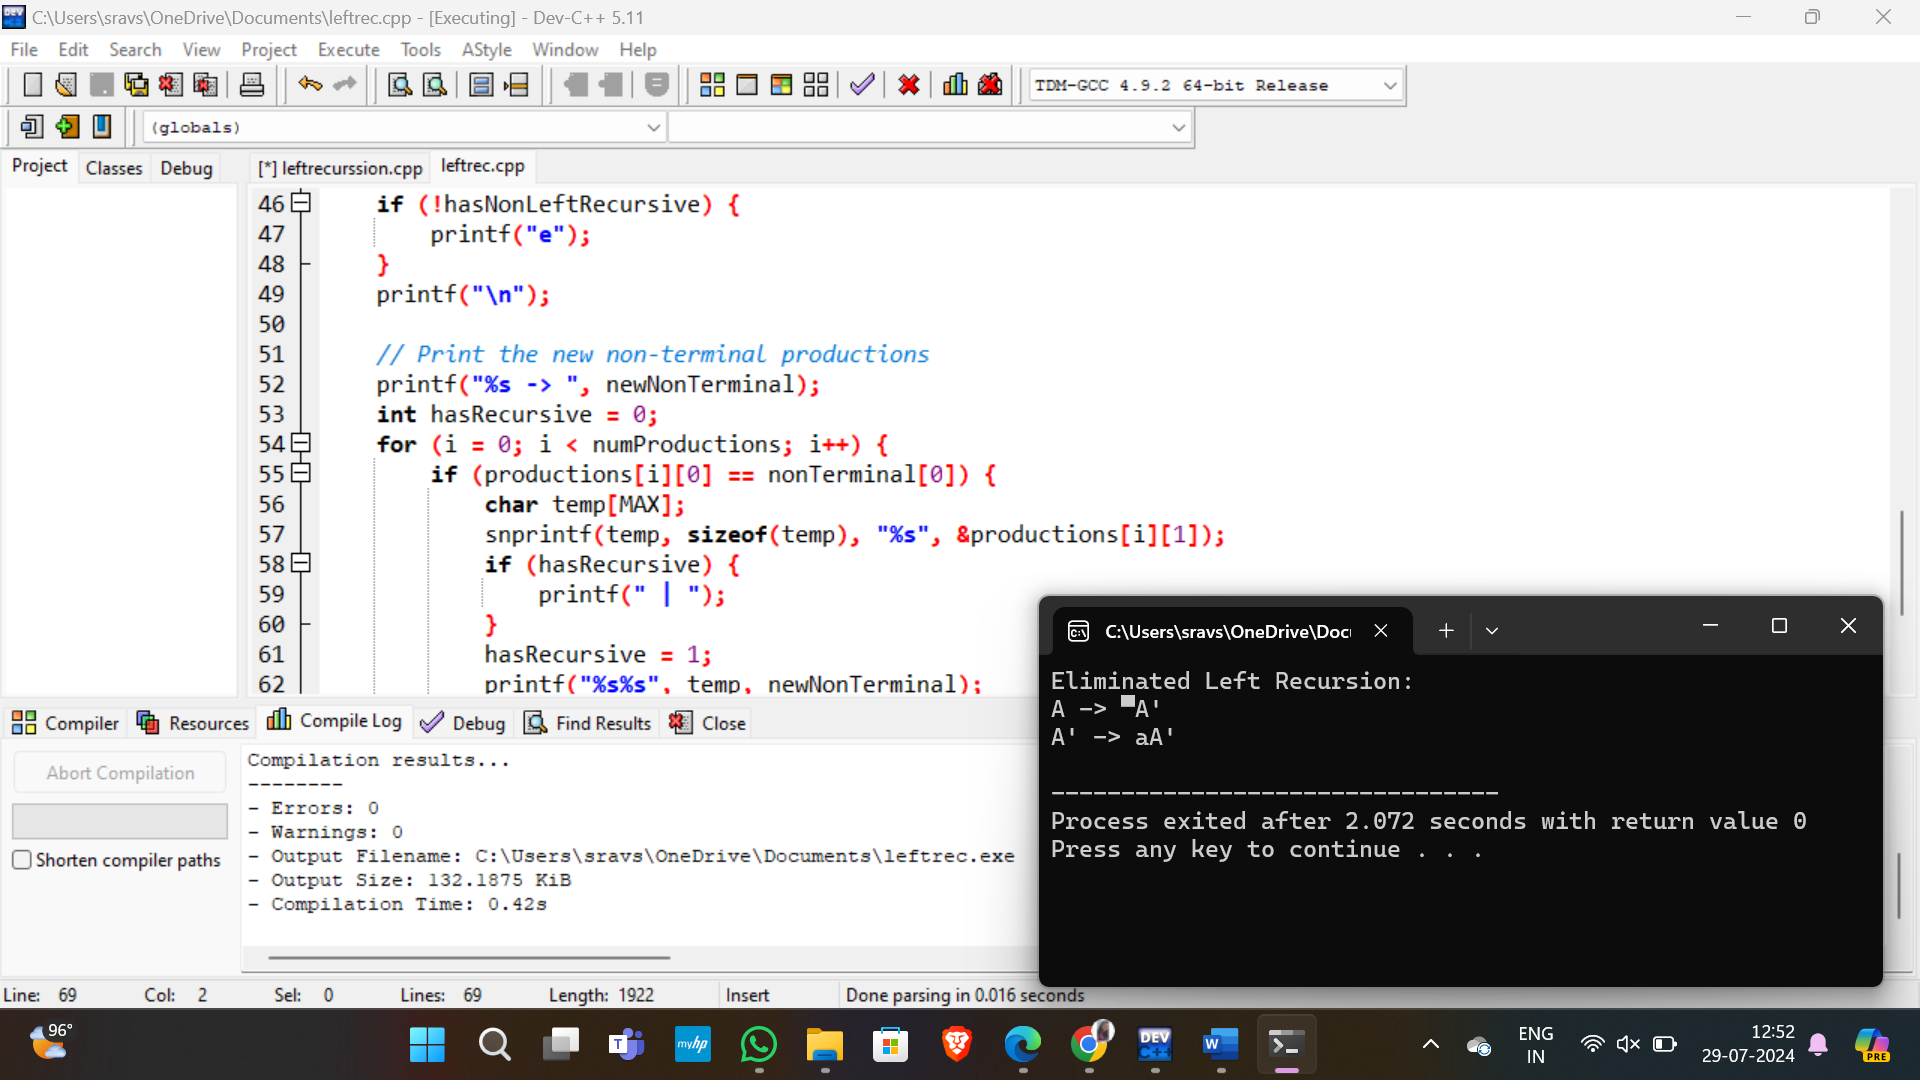 C:\Users\sravs\OneDrive\Documents\leftrec.cpp - [Executing] - Dev-C++ 5.11
File Edit Search View Project Execute Tools AStyle Window Help
TDM-GCC 4.9.2 64-bit Release
(globals)
Project Classes Debug
[*] leftrecurssion.cpp leftrec.cpp
46 if (!hasNonLeftRecursive) {
47 printf("e");
48 }
49 printf("\n");
50
51 // Print the new non-terminal productions
52 printf("%s -> ", newNonTerminal);
53 int hasRecursive = 0;
54 for (i = 0; i < numProductions; i++) {
55 if (productions[i][0] == nonTerminal[0]) {
56 char temp[MAX];
57 snprintf(temp, sizeof(temp), "%s", &productions[i][1]);
58 if (hasRecursive) {
59 printf(" | ");
60 }
61 hasRecursive = 1;
62 printf("%s%s", temp, newNonTerminal);
Compiler Resources Compile Log Debug Find Results Close
Abort Compilation
Shorten compiler paths
Compilation results...
--------
- Errors: 0
- Warnings: 0
- Output Filename: C:\Users\sravs\OneDrive\Documents\leftrec.exe
- Output Size: 132.1875 KiB
- Compilation Time: 0.42s
C:\Users\sravs\OneDrive\Doc
Eliminated Left Recursion:
A -> ▀A'
A' -> aA'
--------------------------------
Process exited after 2.072 seconds with return value 0
Press any key to continue . . .
Line: 69 Col: 2 Sel: 0 Lines: 69 Length: 1922 Insert Done parsing in 0.016 seconds
96°
T
myhp
DEV C++
W
ENG
IN
12:52
29-07-2024
PRE